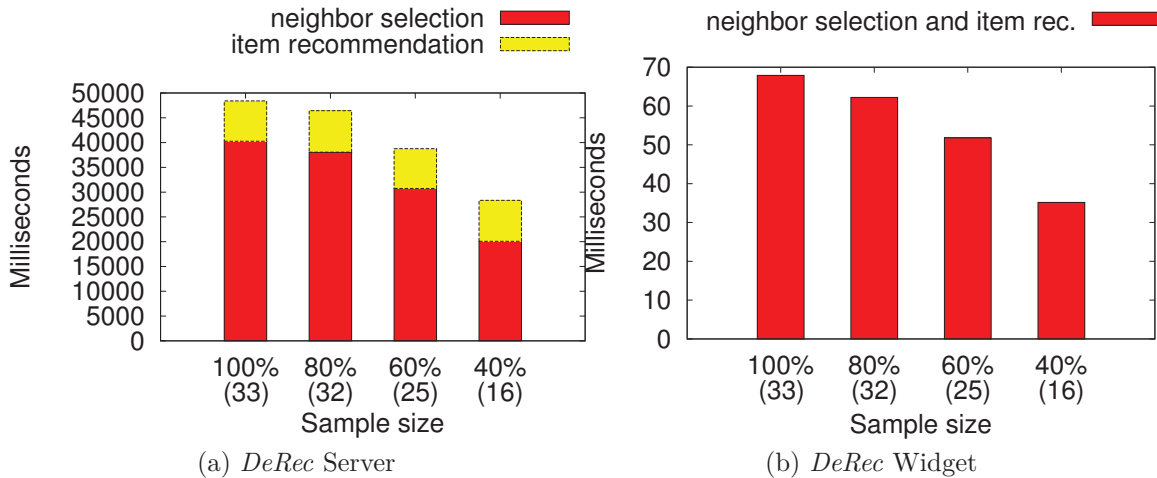 neighbor selection
item recommendation
Milliseconds
50000
45000
40000
35000
30000
25000
20000
15000
10000
5000
0
100% 80% 60% 40%
(33) (32) (25) (16)
Sample size
(a) DeRec Server
neighbor selection and item rec.
Milliseconds
70
60
50
40
30
20
10
0
100% 80% 60% 40%
(33) (32) (25) (16)
Sample size
(b) DeRec Widget